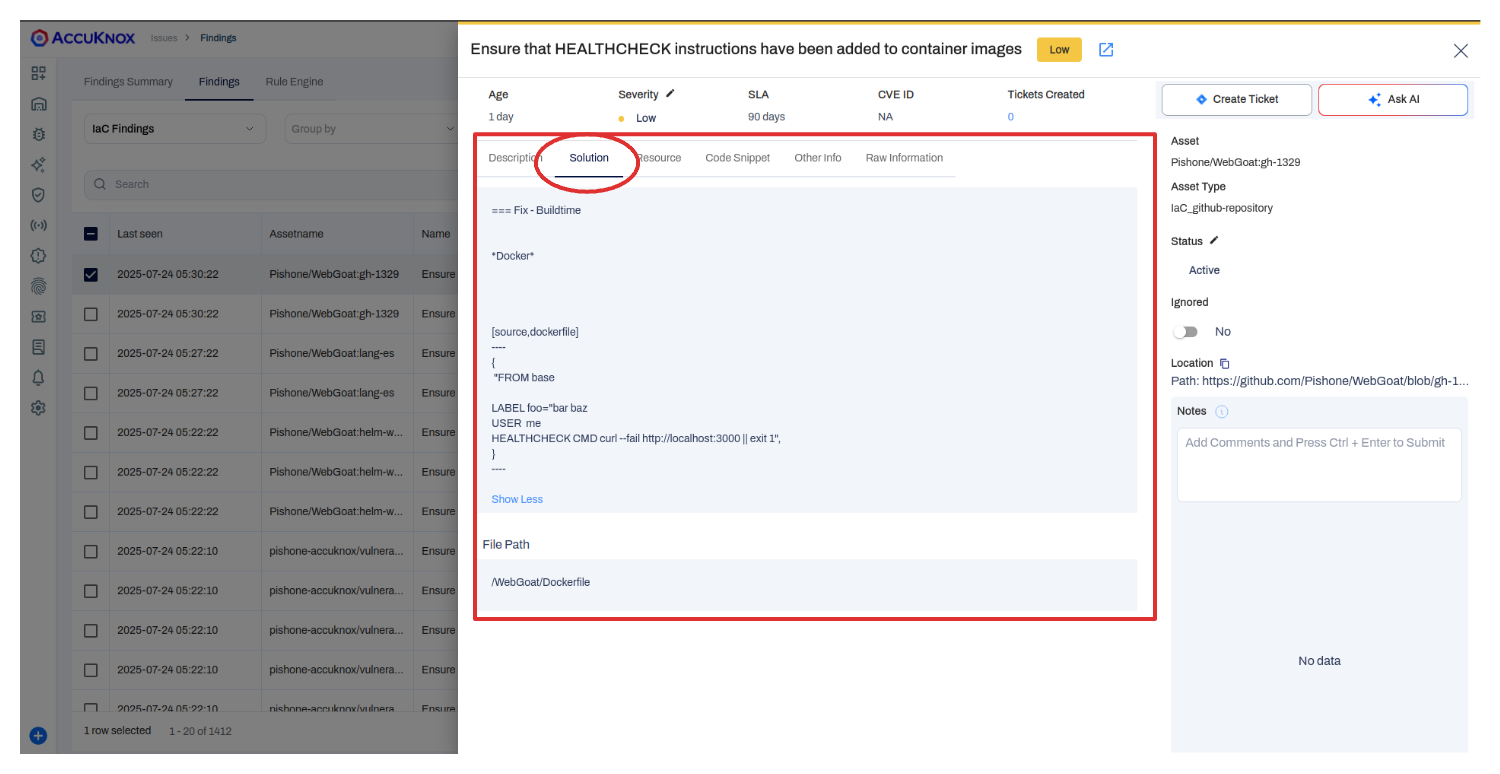 ACCUKNOX
Issues > Findings
Findings Summary Findings Rule Engine
IaC Findings
Group by
Search
Last seen Assetname Name
2025-07-24 05:30:22 Pishone/WebGoat:gh-1329 Ensure
2025-07-24 05:30:22 Pishone/WebGoat:gh-1329 Ensure
2025-07-24 05:27:22 Pishone/WebGoat:lang-es Ensure
2025-07-24 05:27:22 Pishone/WebGoat:lang-es Ensure
2025-07-24 05:22:22 Pishone/WebGoat:helm-w... Ensure
2025-07-24 05:22:22 Pishone/WebGoat:helm-w... Ensure
2025-07-24 05:22:22 Pishone/WebGoat:helm-w... Ensure
2025-07-24 05:22:10 pishone-accuknox/vulnera... Ensure
2025-07-24 05:22:10 pishone-accuknox/vulnera... Ensure
2025-07-24 05:22:10 pishone-accuknox/vulnera... Ensure
2025-07-24 05:22:10 pishone-accuknox/vulnera... Ensure
2025-07-24 05:22:10 pishone-accuknox/vulnera Ensure
1 row selected 1 - 20 of 1412
Ensure that HEALTHCHECK instructions have been added to container images Low
Age Severity SLA CVE ID Tickets Created
1 day Low 90 days NA 0
Description Solution Resource Code Snippet Other Info Raw Information
=== Fix - Buildtime
*Docker*
[source,dockerfile]
----
{
"FROM base
LABEL foo="bar baz
USER me
HEALTHCHECK CMD curl --fail http://localhost:3000 || exit 1",
}
----
Show Less
File Path
/WebGoat/Dockerfile
Create Ticket Ask AI
Asset
Pishone/WebGoat:gh-1329
Asset Type
IaC_github-repository
Status
Active
Ignored
No
Location
Path: https://github.com/Pishone/WebGoat/blob/gh-1...
Notes
Add Comments and Press Ctrl + Enter to Submit
No data